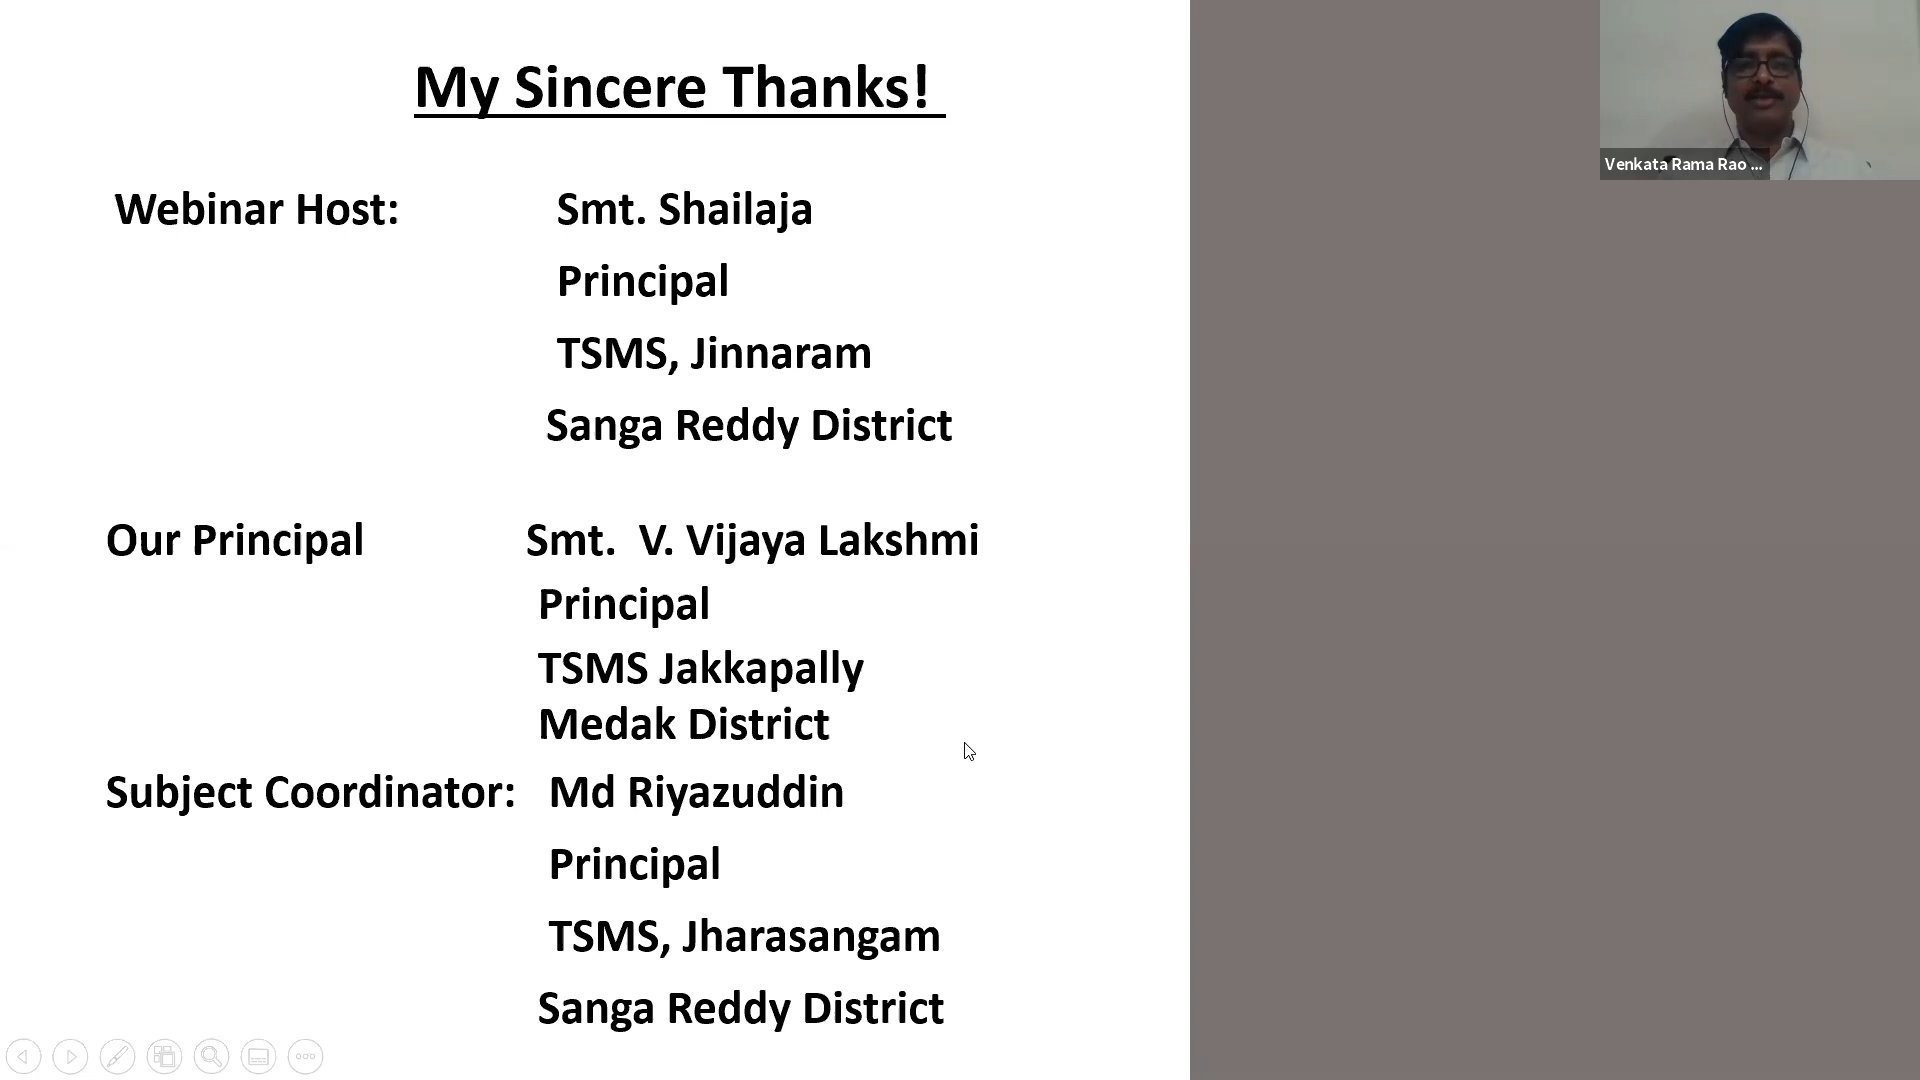 My Sincere Thanks!
Venkata Rama Rao ...
Webinar Host: Smt. Shailaja
Principal
TSMS, Jinnaram
Sanga Reddy District
Our Principal Smt. V. Vijaya Lakshmi
Principal
TSMS Jakkapally
Medak District
Subject Coordinator: Md Riyazuddin
Principal
TSMS, Jharasangam
Sanga Reddy District